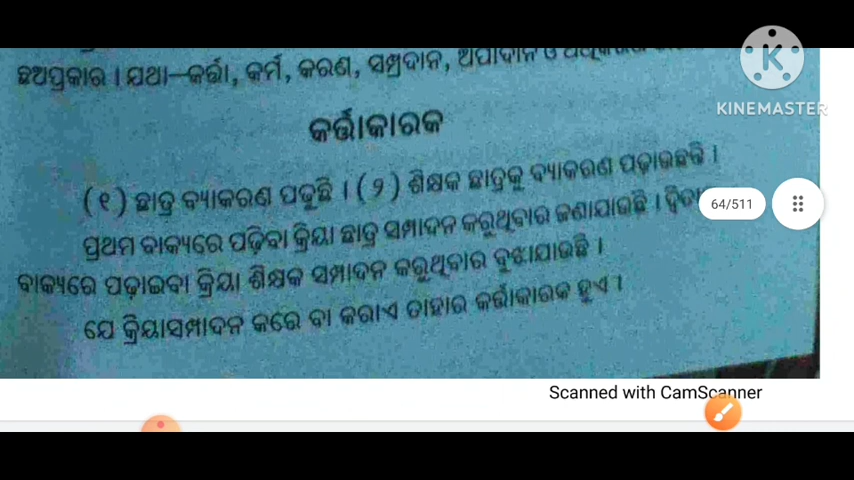 ଛଅପ୍ରକାର । ଯଥା—କର୍ତ୍ତା, କର୍ମ, କରଣ, ସମ୍ପ୍ରଦାନ, ଅପାଦାନ ଓ
KINEMASTER
କର୍ତ୍ତାକାରକ
(୧) ଛାତ୍ର ବ୍ୟାକରଣ ପଢୁଛି । (୨) ଶିକ୍ଷକ ଛାତ୍ରକୁ ବ୍ୟାକରଣ ପଢ଼ାଉଛନ୍ତି ।
64/511
ପ୍ରଥମ ବାକ୍ୟରେ ପଢ଼ିବା କ୍ରିୟା ଛାତ୍ର ସମ୍ପାଦନ କରୁଥିବାର ଜଣାଯାଉଛି ।
ବାକ୍ୟରେ ପଢ଼ାଇବା କ୍ରିୟା ଶିକ୍ଷକ ସମ୍ପାଦନ କରୁଥିବାର ବୁଝାଯାଉଛି ।
ଯେ କ୍ରିୟାସମ୍ପାଦନ କରେ ବା କରାଏ ତାହାର କର୍ତ୍ତାକାରକ ହୁଏ ।
Scanned with CamScanner